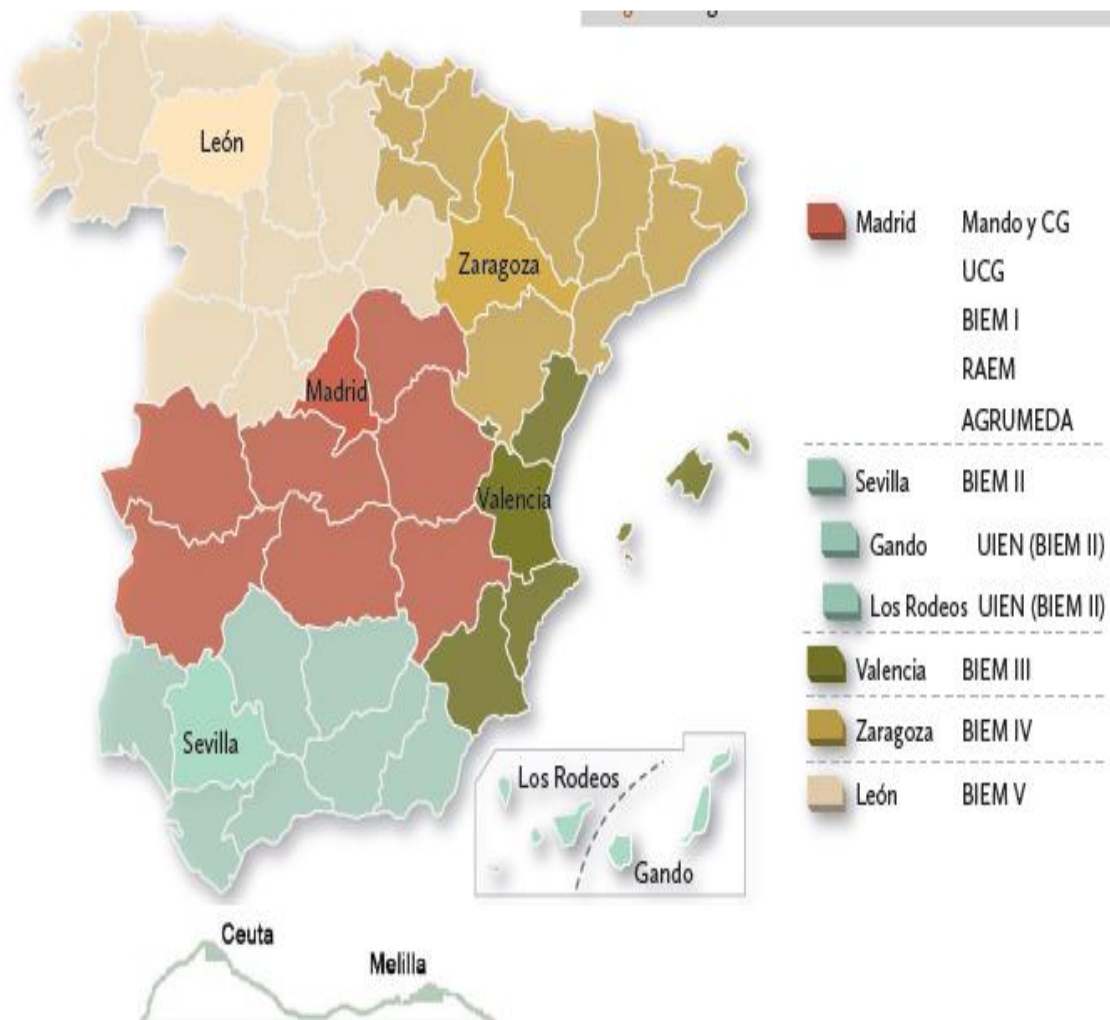 León
Zaragoza
Madrid
Valencia
Sevilla
Los Rodeos
Gando
Ceuta
Melilla
Madrid Mando y CG
UCG
BIEM I
RAEM
AGRUMEDA
Sevilla BIEM II
Gando UIEN (BIEM II)
Los Rodeos UIEN (BIEM II)
Valencia BIEM III
Zaragoza BIEM IV
León BIEM V